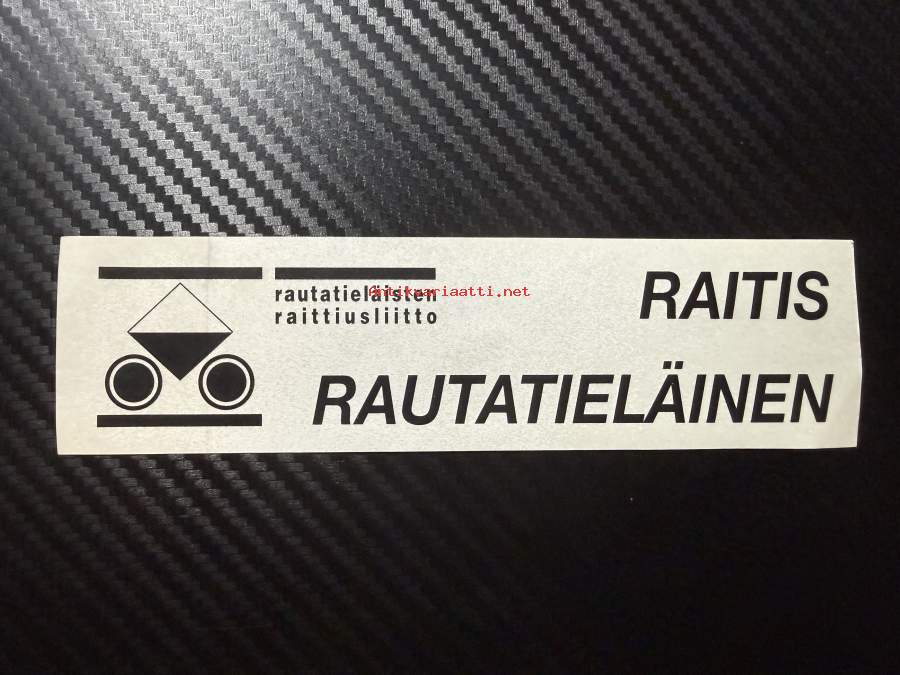 rautatieläisten
raittiusliitto
Antikvariaatti.net
RAITIS
RAUTATIELÄINEN